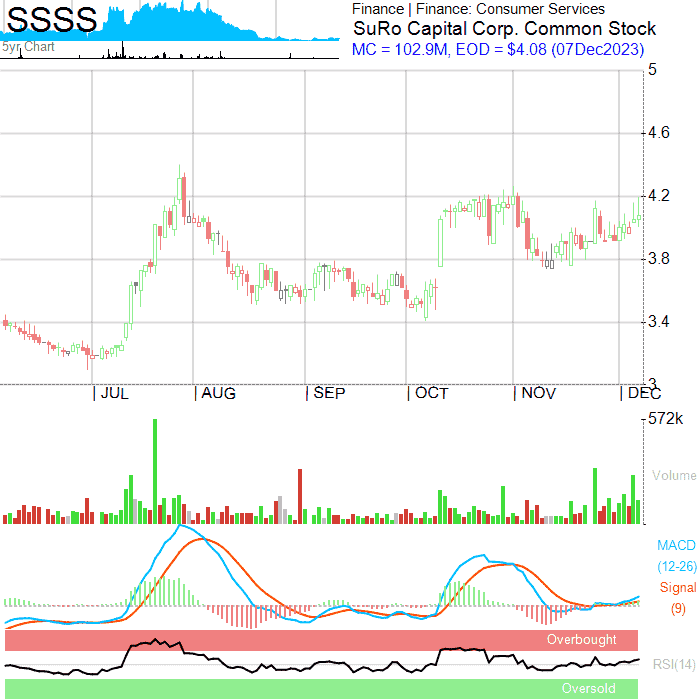 SSSS
5yr Chart
Finance | Finance: Consumer Services
SuRo Capital Corp. Common Stock
MC = 102.9M, EOD = $4.08 (07Dec2023)
5
4.6
4.2
3.8
3.4
3
JUL
AUG
SEP
OCT
NOV
DEC
572k
Volume
MACD
(12-26)
Signal
(9)
Overbought
RSI(14)
Oversold